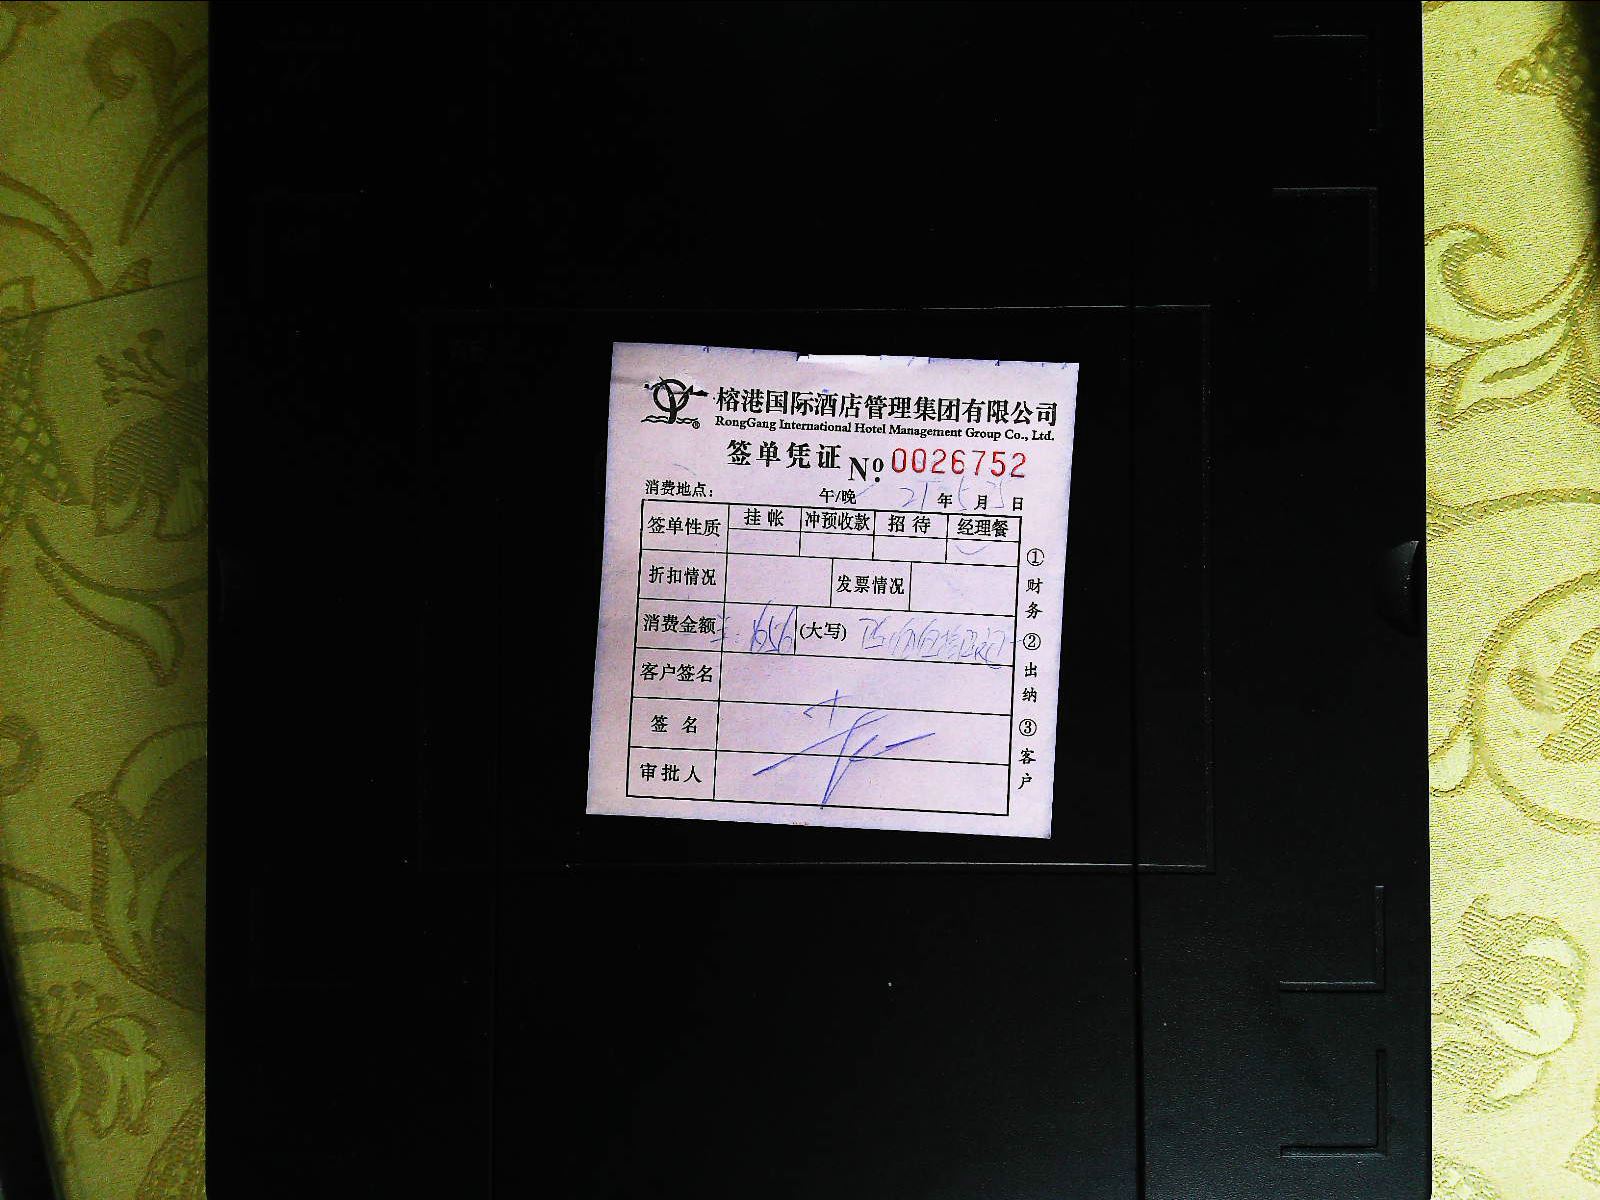 榕港国际酒店管理集团有限公司
RongGang International Hotel Management Group Co., Ltd.
签单凭证 No. 0026752
消费地点： 午/晚 21 年 5 月 日
签单性质 挂帐 冲预收款 招待 经理餐
折扣情况 发票情况
消费金额 (大写)
客户签名
签名
审批人
①财务②出纳③客户